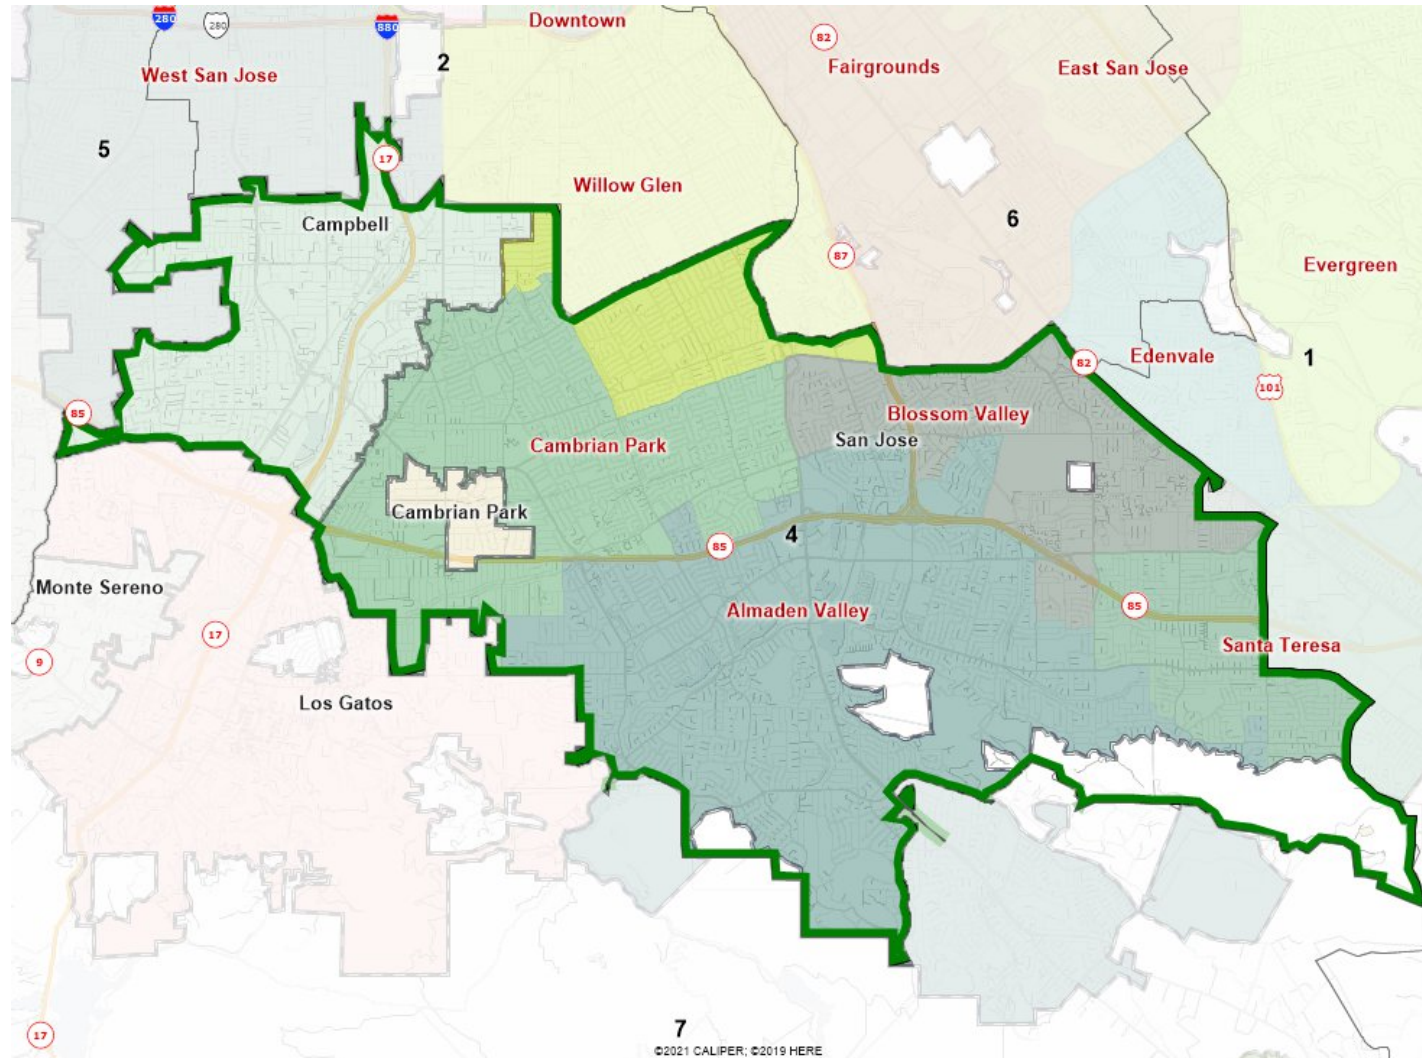 280
280
880
Downtown
82
2
West San Jose
Fairgrounds
East San Jose
5
17
Willow Glen
Campbell
6
87
Evergreen
82
Edenvale
1
101
85
Blossom Valley
San Jose
Cambrian Park
Cambrian Park
4
85
Monte Sereno
Almaden Valley
85
17
9
Santa Teresa
Los Gatos
7
17
©2021 CALIPER; ©2019 HERE